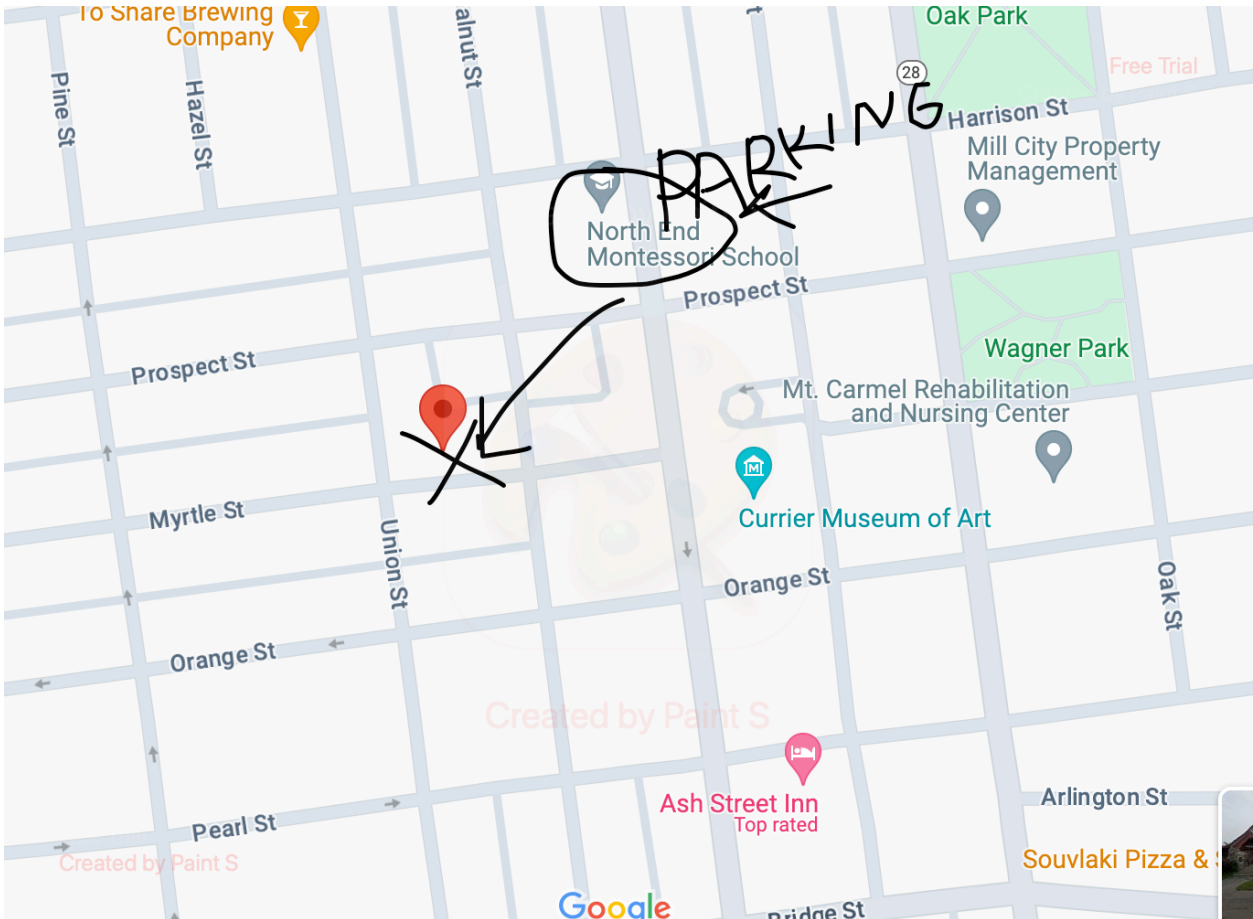 To Share Brewing
Company
Oak Park
28
Free Trial
Pine St
Hazel St
alnut St
t
PARKING
Harrison St
Mill City Property
Management
North End
Montessori School
Prospect St
Prospect St
Wagner Park
Mt. Carmel Rehabilitation
and Nursing Center
X
M
Currier Museum of Art
Myrtle St
Union St
Orange St
Oak St
Orange St
Created by Paint S
Ash Street Inn
Top rated
Arlington St
Pearl St
Created by Paint S
Souvlaki Pizza &
Google
Bridge St